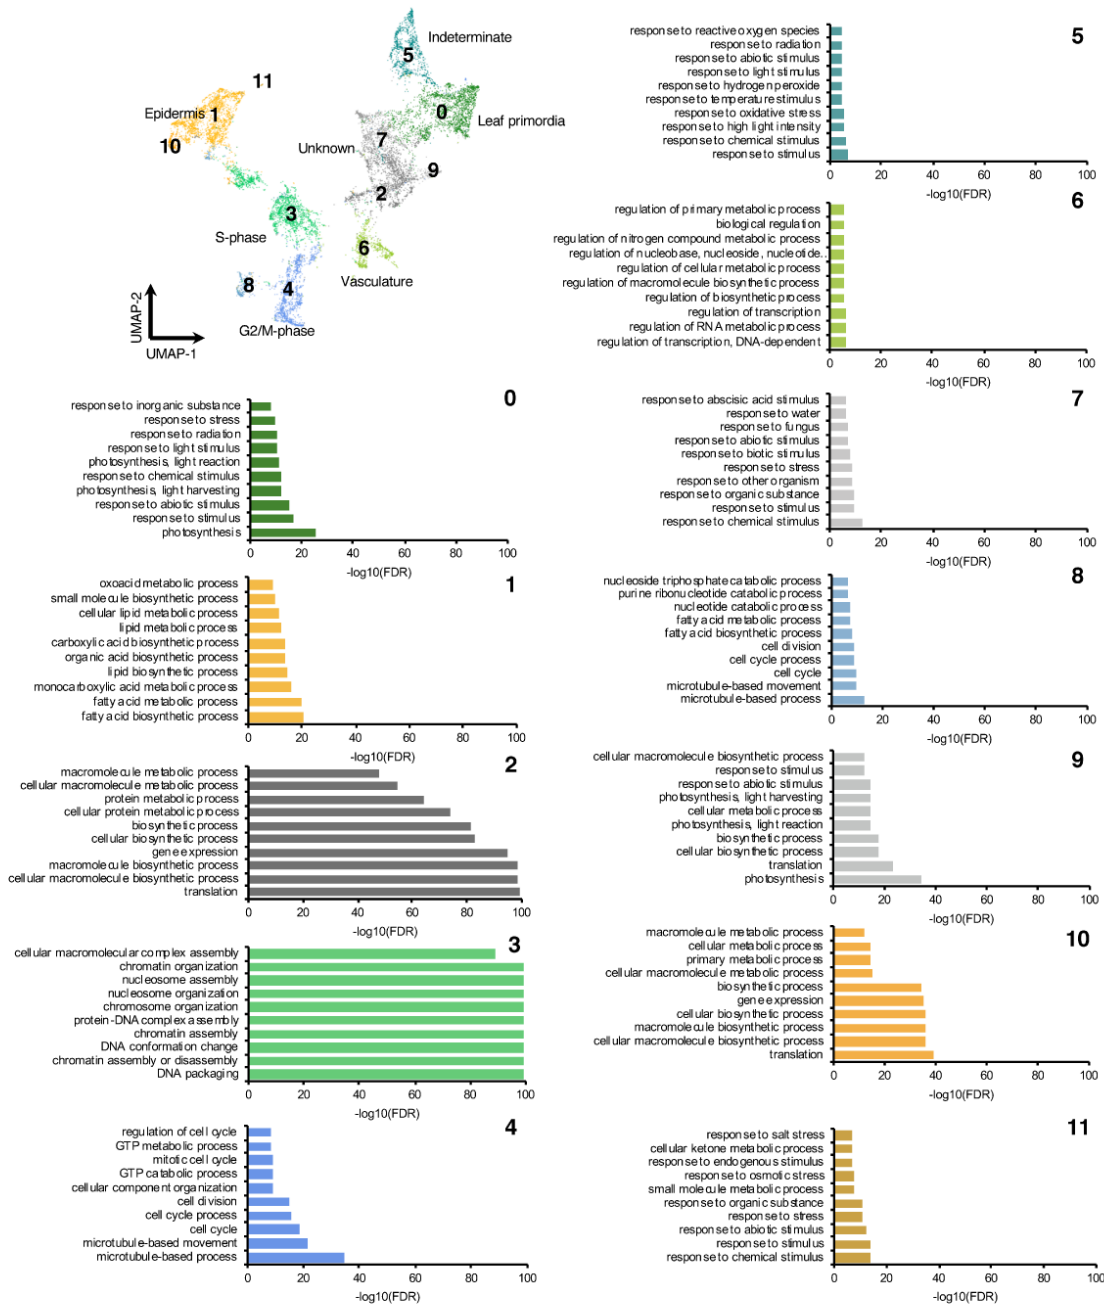 Indeterminate
5
11
Epidermis
1
0
Leaf primordia
10
7
Unknown
9
2
3
S-phase
6
8
4
Vasculature
G2/M-phase
UMAP-2
UMAP-1
5
response to reactive oxygen species
response to radiation
response to abiotic stimulus
response to light stimulus
response to hydrogen peroxide
response to temperature stimulus
response to oxidative stress
response to high light intensity
response to chemical stimulus
response to stimulus
0 20 40 60 80 100
-log10(FDR)
6
regulation of primary metabolic process
biological regulation
regulation of nitrogen compound metabolic process
regulation of nucleobase, nucleoside, nucleotide..
regulation of cellular metabolic process
regulation of macromolecule biosynthetic process
regulation of biosynthetic process
regulation of transcription
regulation of RNA metabolic process
regulation of transcription, DNA-dependent
0 20 40 60 80 100
-log10(FDR)
0
response to inorganic substance
response to stress
response to radiation
response to light stimulus
photosynthesis, light reaction
response to chemical stimulus
photosynthesis, light harvesting
response to abiotic stimulus
response to stimulus
photosynthesis
0 20 40 60 80 100
-log10(FDR)
7
response to abscisic acid stimulus
response to water
response to fungus
response to abiotic stimulus
response to biotic stimulus
response to stress
response to other organism
response to organic substance
response to stimulus
response to chemical stimulus
0 20 40 60 80 100
-log10(FDR)
1
oxoacid metabolic process
small molecule biosynthetic process
cellular lipid metabolic process
lipid metabolic process
carboxylic acid biosynthetic process
organic acid biosynthetic process
lipid biosynthetic process
monocarboxylic acid metabolic process
fatty acid metabolic process
fatty acid biosynthetic process
0 20 40 60 80 100
-log10(FDR)
8
nucleoside triphosphate catabolic process
purine ribonucleotide catabolic process
nucleotide catabolic process
fatty acid metabolic process
fatty acid biosynthetic process
cell division
cell cycle process
cell cycle
microtubule-based movement
microtubule-based process
0 20 40 60 80 100
-log10(FDR)
2
macromolecule metabolic process
cellular macromolecule metabolic process
protein metabolic process
cellular protein metabolic process
biosynthetic process
cellular biosynthetic process
gene expression
macromolecule biosynthetic process
cellular macromolecule biosynthetic process
translation
0 20 40 60 80 100
-log10(FDR)
9
cellular macromolecule biosynthetic process
response to stimulus
response to abiotic stimulus
photosynthesis, light harvesting
cellular metabolic process
photosynthesis, light reaction
biosynthetic process
cellular biosynthetic process
translation
photosynthesis
0 20 40 60 80 100
-log10(FDR)
3
cellular macromolecular complex assembly
chromatin organization
nucleosome assembly
nucleosome organization
chromosome organization
protein-DNA complex assembly
chromatin assembly
DNA conformation change
chromatin assembly or disassembly
DNA packaging
0 20 40 60 80 100
-log10(FDR)
10
macromolecule metabolic process
cellular metabolic process
primary metabolic process
cellular macromolecule metabolic process
biosynthetic process
gene expression
cellular biosynthetic process
macromolecule biosynthetic process
cellular macromolecule biosynthetic process
translation
0 20 40 60 80 100
-log10(FDR)
4
regulation of cell cycle
GTP metabolic process
mitotic cell cycle
GTP catabolic process
cellular component organization
cell division
cell cycle process
cell cycle
microtubule-based movement
microtubule-based process
0 20 40 60 80 100
-log10(FDR)
11
response to salt stress
cellular ketone metabolic process
response to endogenous stimulus
response to osmotic stress
small molecule metabolic process
response to organic substance
response to stress
response to abiotic stimulus
response to stimulus
response to chemical stimulus
0 20 40 60 80 100
-log10(FDR)